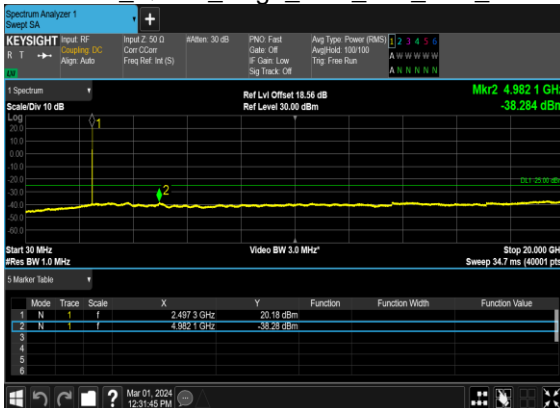 Spectrum Analyzer 1
Swept SA
KEYSIGHT Input: RF Input Z: 50 Ω #Atten: 30 dB PNO: Fast Avg Type: Power (RMS) 1 2 3 4 5 6
R T Coupling: DC Corr CCorr Gate: Off Avg|Hold: 100/100 A W W W W W
Align: Auto Freq Ref: Int (S) IF Gain: Low Trig: Free Run A N N N N N
Sig Track: Off
1 Spectrum Ref Lvl Offset 18.56 dB Mkr2 4.982 1 GHz
Scale/Div 10 dB Ref Level 30.00 dBm -38.284 dBm
Log
20.0 1
10.0
0.00
-10.0
-20.0 DL1 -25.00 dBm
-30.0 2
-40.0
-50.0
-60.0
Start 30 MHz Video BW 3.0 MHz* Stop 20.000 GHz
#Res BW 1.0 MHz Sweep 34.7 ms (40001 pts)
5 Marker Table
Mode Trace Scale X Y Function Function Width Function Value
1 N 1 f 2.497 3 GHz 20.18 dBm
2 N 1 f 4.982 1 GHz -38.28 dBm
3
4
5
6
? Mar 01, 2024
12:31:45 PM